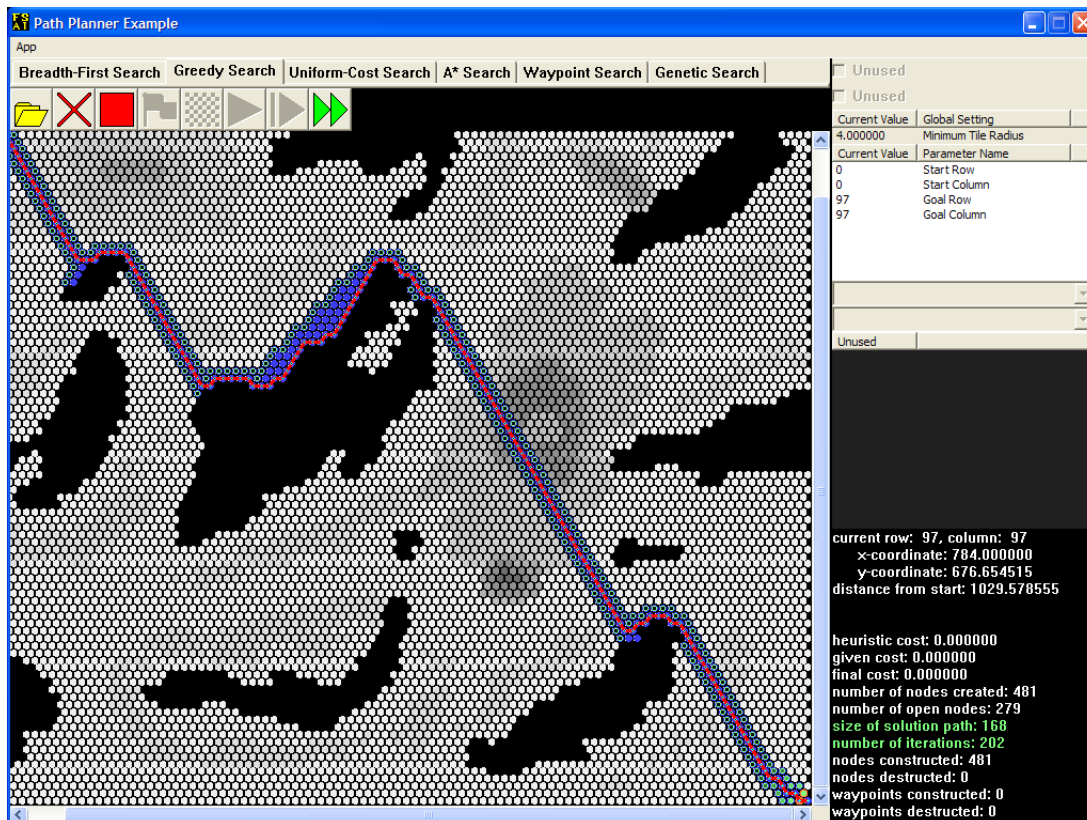 FS AT Path Planner Example
App
Breadth-First Search Greedy Search Uniform-Cost Search A* Search Waypoint Search Genetic Search
Unused
Unused
Current Value Global Setting
4.000000 Minimum Tile Radius
Current Value Parameter Name
0 Start Row
0 Start Column
97 Goal Row
97 Goal Column
Unused
current row: 97, column: 97
x-coordinate: 784.000000
y-coordinate: 676.654515
distance from start: 1029.578555
heuristic cost: 0.000000
given cost: 0.000000
final cost: 0.000000
number of nodes created: 481
number of open nodes: 279
size of solution path: 168
number of iterations: 202
nodes constructed: 481
nodes destructed: 0
waypoints constructed: 0
waypoints destructed: 0